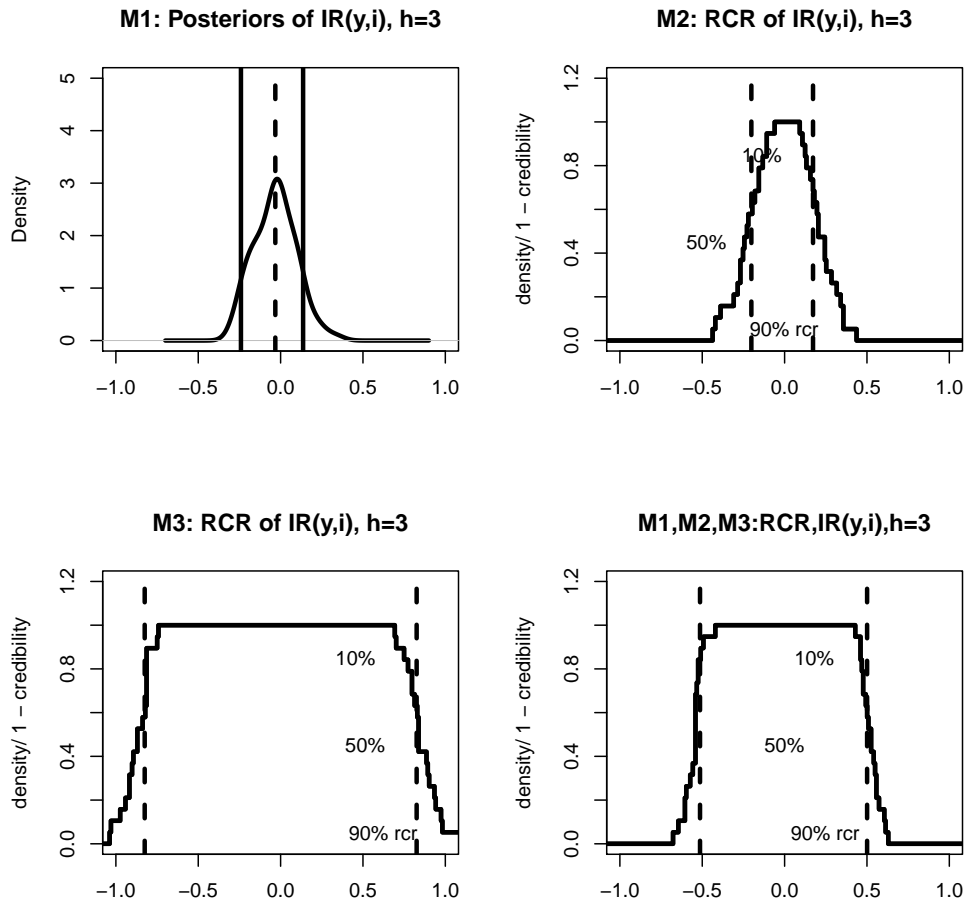 M1: Posteriors of IR(y,i), h=3
Density
0 1 2 3 4 5
−1.0 −0.5 0.0 0.5 1.0
M2: RCR of IR(y,i), h=3
density/ 1 − credibility
0.0 0.4 0.8 1.2
10%
50%
90% rcr
−1.0 −0.5 0.0 0.5 1.0
M3: RCR of IR(y,i), h=3
density/ 1 − credibility
0.0 0.4 0.8 1.2
10%
50%
90% rcr
−1.0 −0.5 0.0 0.5 1.0
M1,M2,M3:RCR,IR(y,i),h=3
density/ 1 − credibility
0.0 0.4 0.8 1.2
10%
50%
90% rcr
−1.0 −0.5 0.0 0.5 1.0